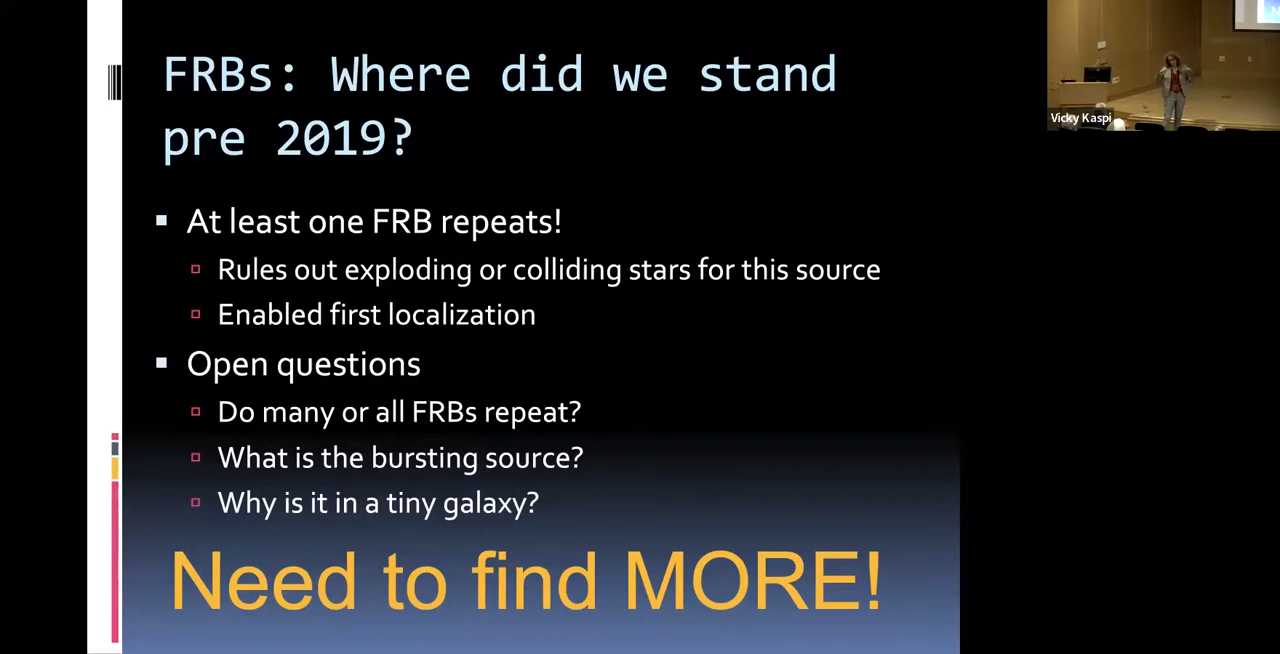 FRBs: Where did we stand
pre 2019?
At least one FRB repeats!
Rules out exploding or colliding stars for this source
Enabled first localization
Open questions
Do many or all FRBs repeat?
What is the bursting source?
Why is it in a tiny galaxy?
Need to find MORE!
Vicky Kaspi